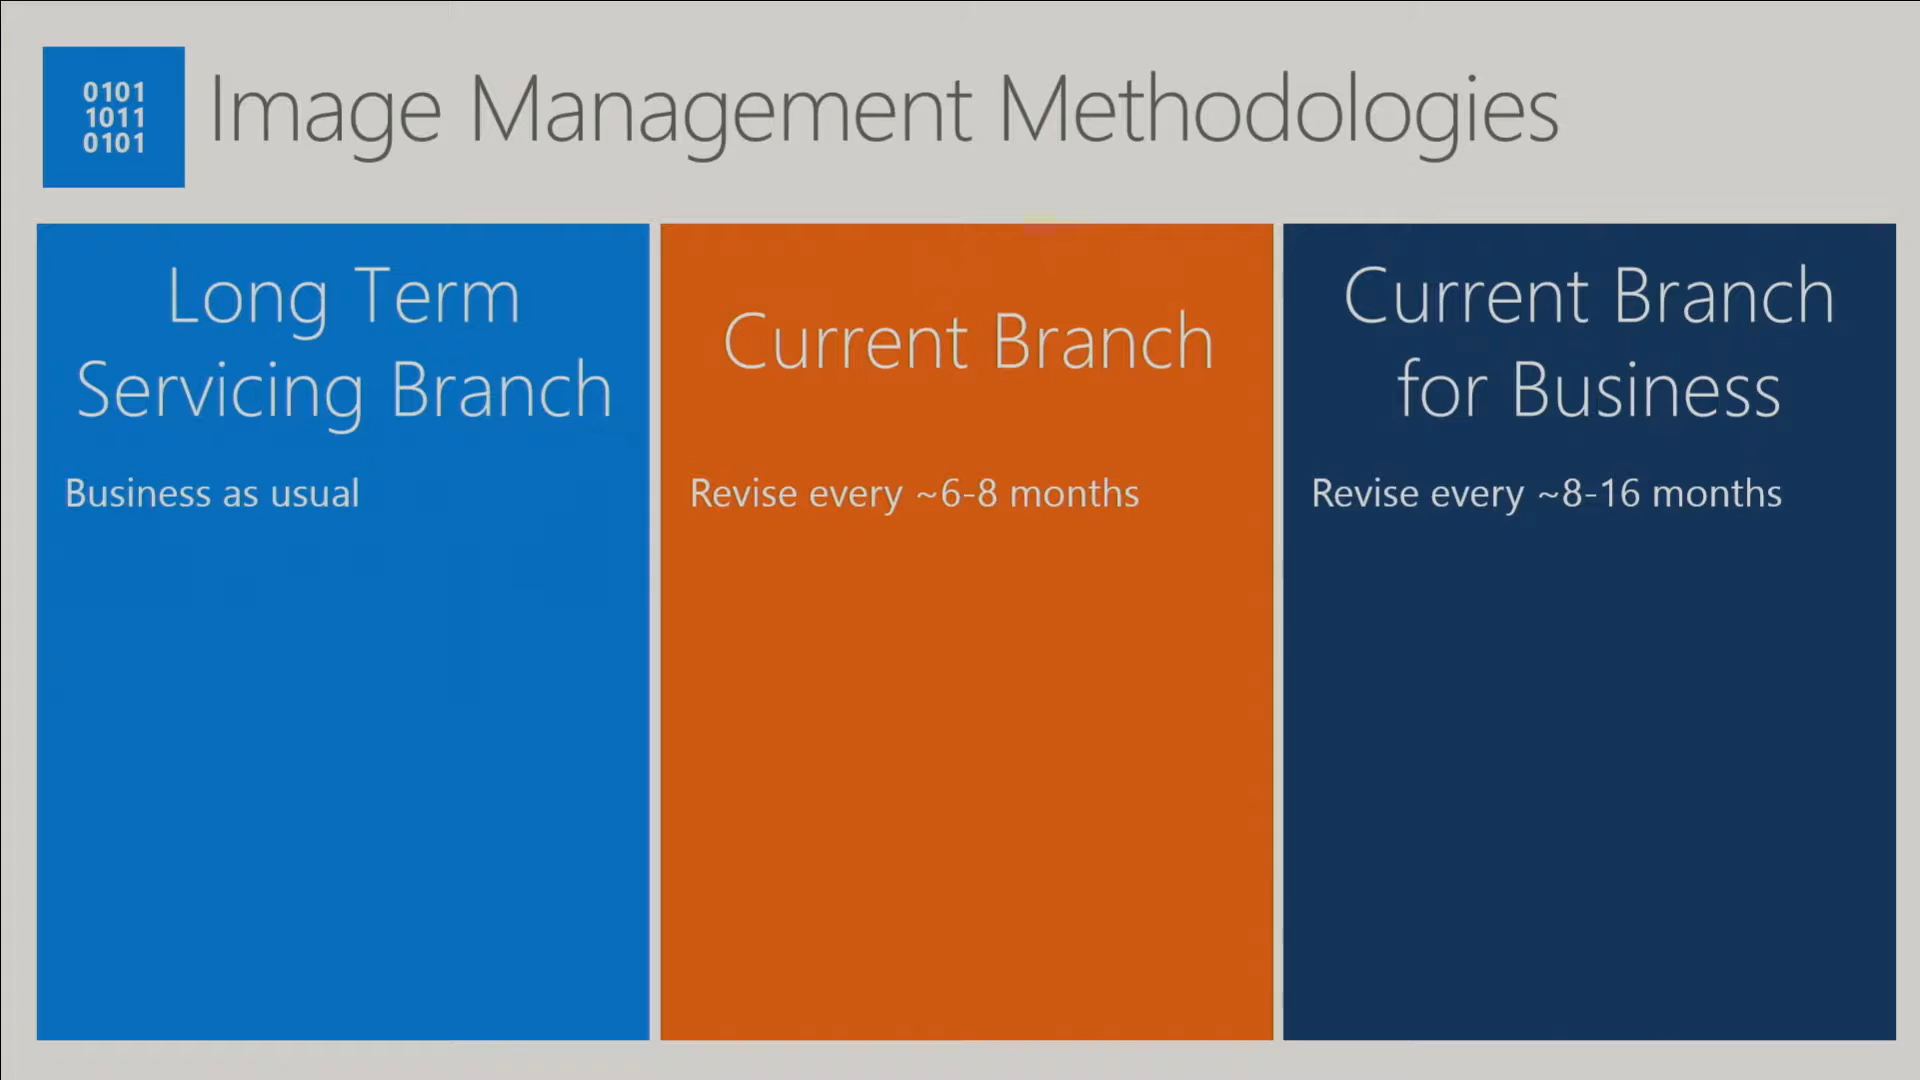 0101
1011
0101
Image Management Methodologies
Long Term
Servicing Branch
Business as usual
Current Branch
Revise every ~6-8 months
Current Branch
for Business
Revise every ~8-16 months